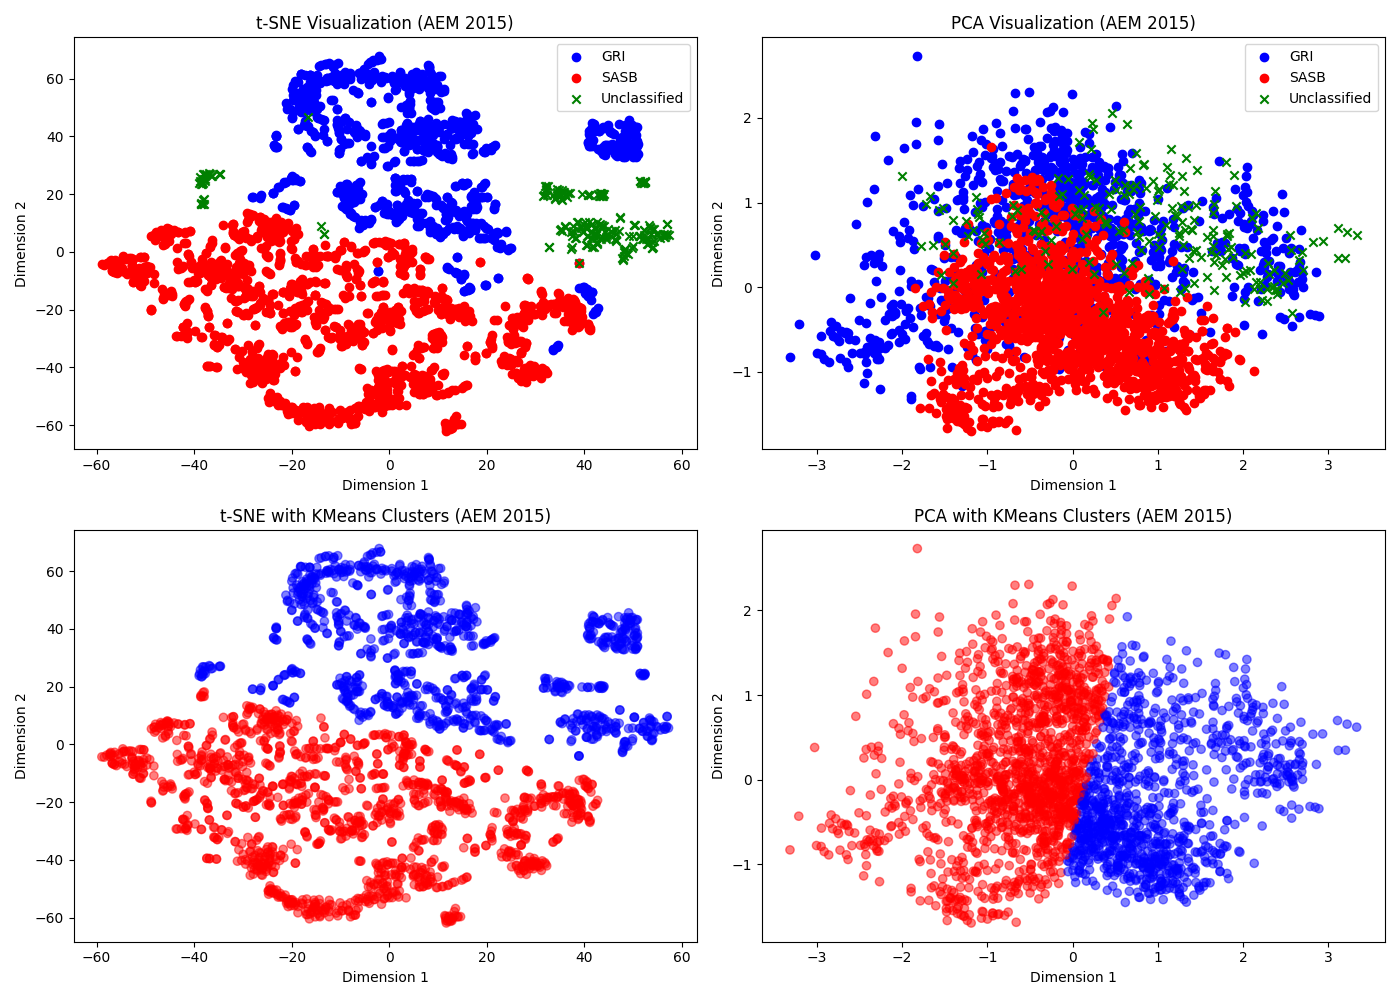 t-SNE Visualization (AEM 2015)
GRI
SASB
Unclassified
60
40
20
0
−20
−40
−60
Dimension 2
−60 −40 −20 0 20 40 60
Dimension 1
PCA Visualization (AEM 2015)
GRI
SASB
Unclassified
2
1
0
−1
Dimension 2
−3 −2 −1 0 1 2 3
Dimension 1
t-SNE with KMeans Clusters (AEM 2015)
60
40
20
0
−20
−40
−60
Dimension 2
−60 −40 −20 0 20 40 60
Dimension 1
PCA with KMeans Clusters (AEM 2015)
2
1
0
−1
Dimension 2
−3 −2 −1 0 1 2 3
Dimension 1